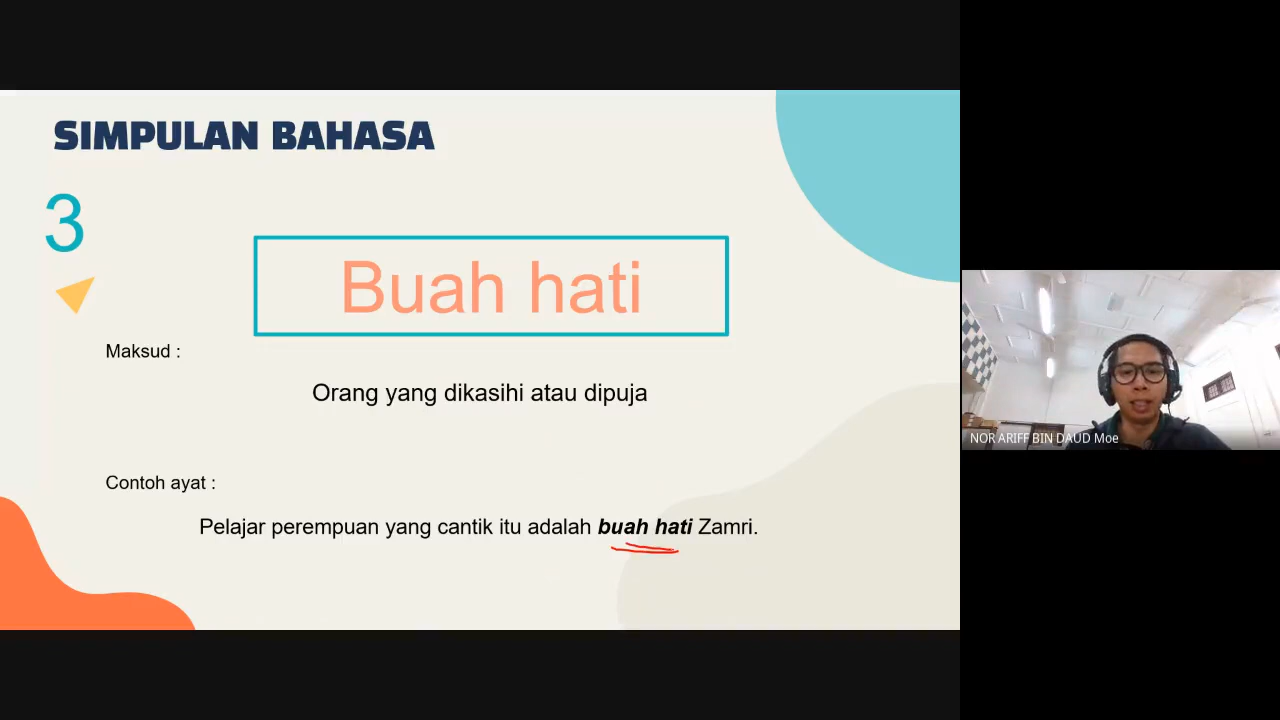 SIMPULAN BAHASA
3
Buah hati
Maksud :
Orang yang dikasihi atau dipuja
Contoh ayat :
Pelajar perempuan yang cantik itu adalah buah hati Zamri.
NOR ARIFF BIN DAUD Moe